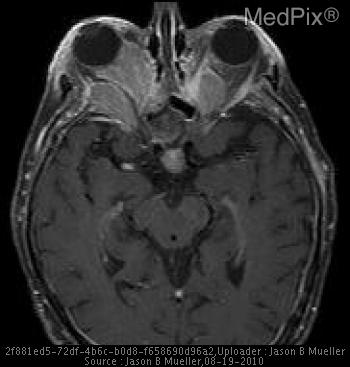 MedPix®
2f881ed5-72df-4b6c-b0d8-f658690d96a2,Uploader : Jason B Mueller
Source : Jason B Mueller,08-19-2010